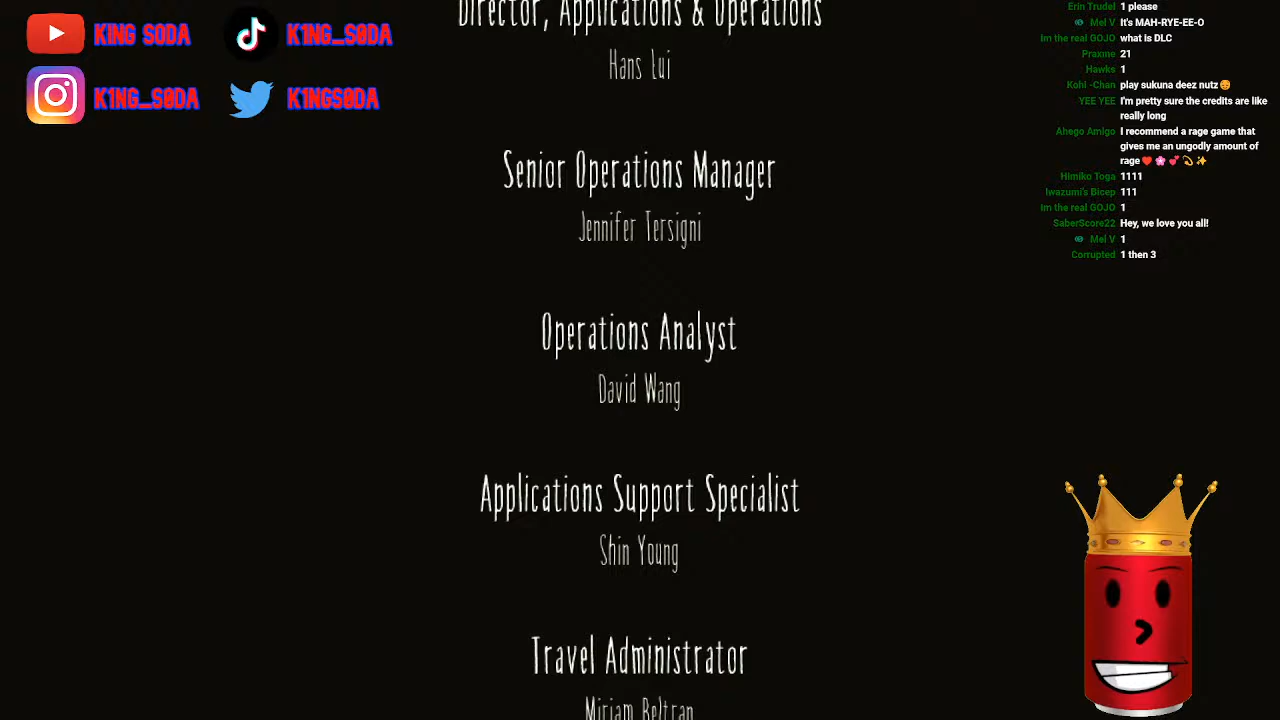 KING SODA
K1NG_S0DA
K1NG_S0DA
K1NGS0DA
Director, Applications & Operations
Hans Lui
Senior Operations Manager
Jennifer Tersigni
Operations Analyst
David Wang
Applications Support Specialist
Shin Young
Travel Administrator
Miriam Beltran
Erin Trudel 1 please
Mel V It's MAH-RYE-EE-O
Im the real GOJO what is DLC
Praxme 21
Hawks 1
Kohi -Chan play sukuna deez nutz
YEE YEE I'm pretty sure the credits are like
really long
Ahego Amigo I recommend a rage game that
gives me an ungodly amount of
rage
Himiko Toga 1111
Iwazumi's Bicep 111
Im the real GOJO 1
SaberScore22 Hey, we love you all!
Mel V 1
Corrupted 1 then 3